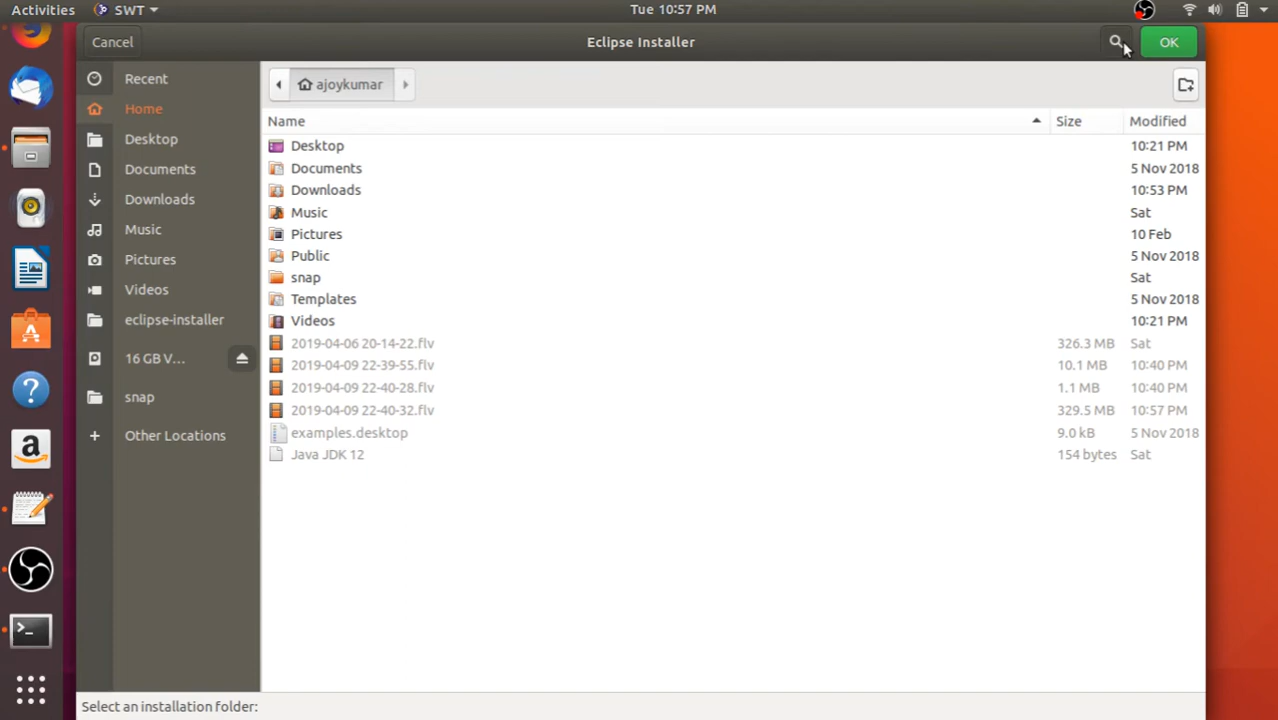 Activities SWT Tue 10:57 PM
Cancel Eclipse Installer OK
Recent
Home
Desktop
Documents
Downloads
Music
Pictures
Videos
eclipse-installer
16 GB V...
snap
Other Locations
ajoykumar
Name Size Modified
Desktop 10:21 PM
Documents 5 Nov 2018
Downloads 10:53 PM
Music Sat
Pictures 10 Feb
Public 5 Nov 2018
snap Sat
Templates 5 Nov 2018
Videos 10:21 PM
2019-04-06 20-14-22.flv 326.3 MB Sat
2019-04-09 22-39-55.flv 10.1 MB 10:40 PM
2019-04-09 22-40-28.flv 1.1 MB 10:40 PM
2019-04-09 22-40-32.flv 329.5 MB 10:57 PM
examples.desktop 9.0 kB 5 Nov 2018
Java JDK 12 154 bytes Sat
Select an installation folder: